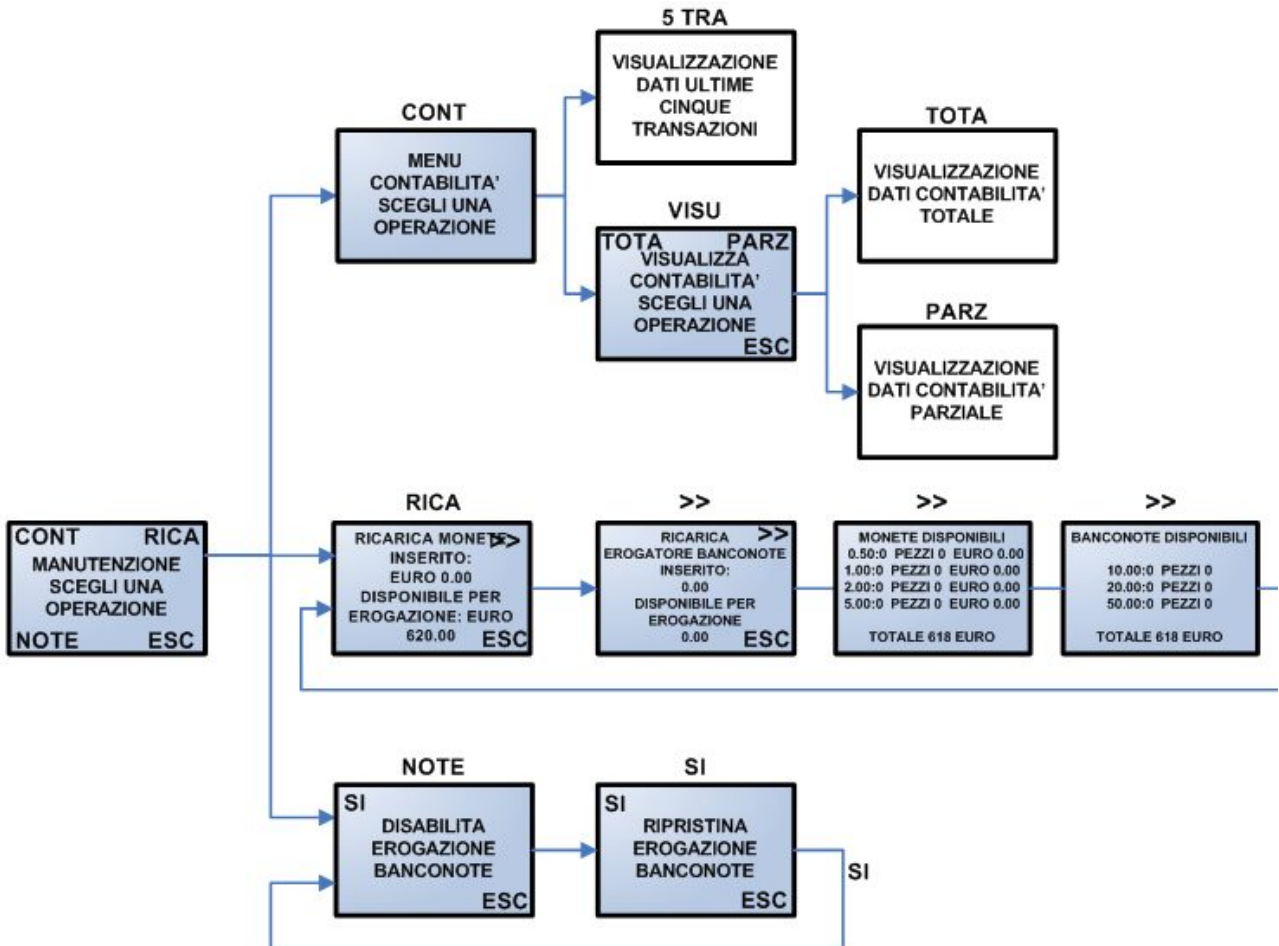 5 TRA
VISUALIZZAZIONE
DATI ULTIME
CINQUE
TRANSAZIONI
CONT
MENU
CONTABILITA'
SCEGLI UNA
OPERAZIONE
TOTA
VISUALIZZAZIONE
DATI CONTABILITA'
TOTALE
VISU
TOTA PARZ
VISUALIZZA
CONTABILITA'
SCEGLI UNA
OPERAZIONE
ESC
PARZ
VISUALIZZAZIONE
DATI CONTABILITA'
PARZIALE
CONT RICA
MANUTENZIONE
SCEGLI UNA
OPERAZIONE
NOTE ESC
RICA
RICARICA MONETE >>
INSERITO:
EURO 0.00
DISPONIBILE PER
EROGAZIONE: EURO
620.00
ESC
>>
RICARICA >>
EROGATORE BANCONOTE
INSERITO:
0.00
DISPONIBILE PER
EROGAZIONE
0.00
ESC
>>
MONETE DISPONIBILI
0.50:0 PEZZI 0 EURO 0.00
1.00:0 PEZZI 0 EURO 0.00
2.00:0 PEZZI 0 EURO 0.00
5.00:0 PEZZI 0 EURO 0.00
TOTALE 618 EURO
>>
BANCONOTE DISPONIBILI
10.00:0 PEZZI 0
20.00:0 PEZZI 0
50.00:0 PEZZI 0
TOTALE 618 EURO
NOTE
SI
DISABILITA
EROGAZIONE
BANCONOTE
ESC
SI
SI
RIPRISTINA
EROGAZIONE
BANCONOTE
ESC
SI